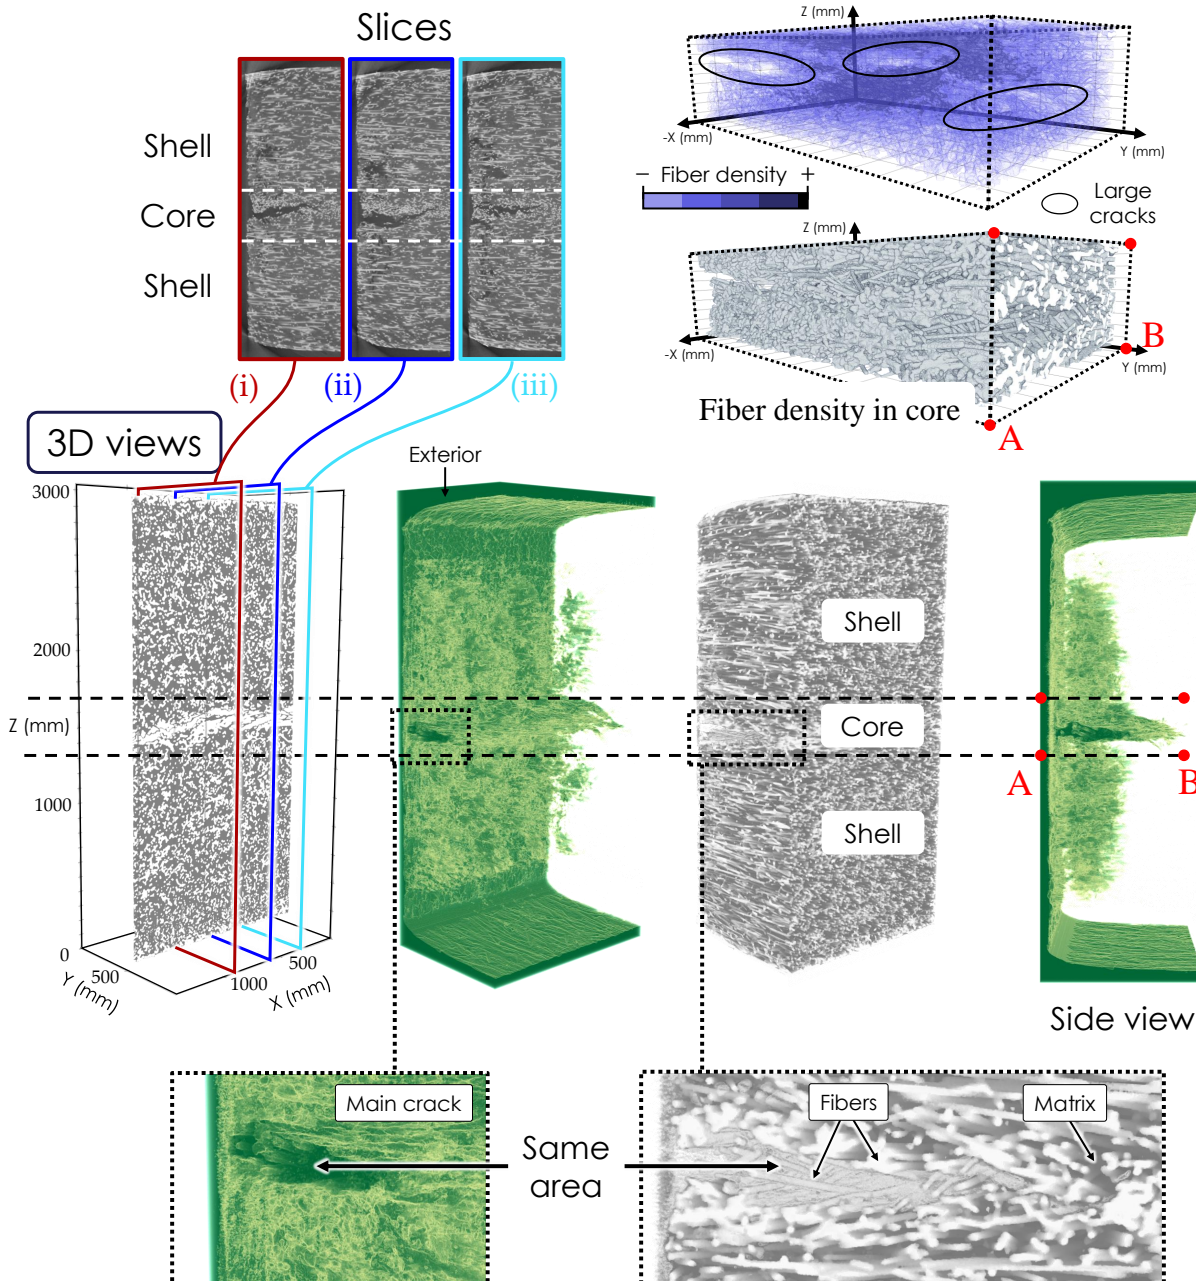 Slices
Shell
Core
Shell
(i)
(ii)
(iii)
Z (mm)
-X (mm)
Y (mm)
− Fiber density +
Large
cracks
Z (mm)
A
B
-X (mm)
Y (mm)
Fiber density in core
A
B
3D views
3000
2000
Z (mm)
1000
0
500
Y (mm)
1000
500
X (mm)
Exterior
Shell
Core
Shell
A
B
Side view
Main crack
Same
area
Fibers
Matrix